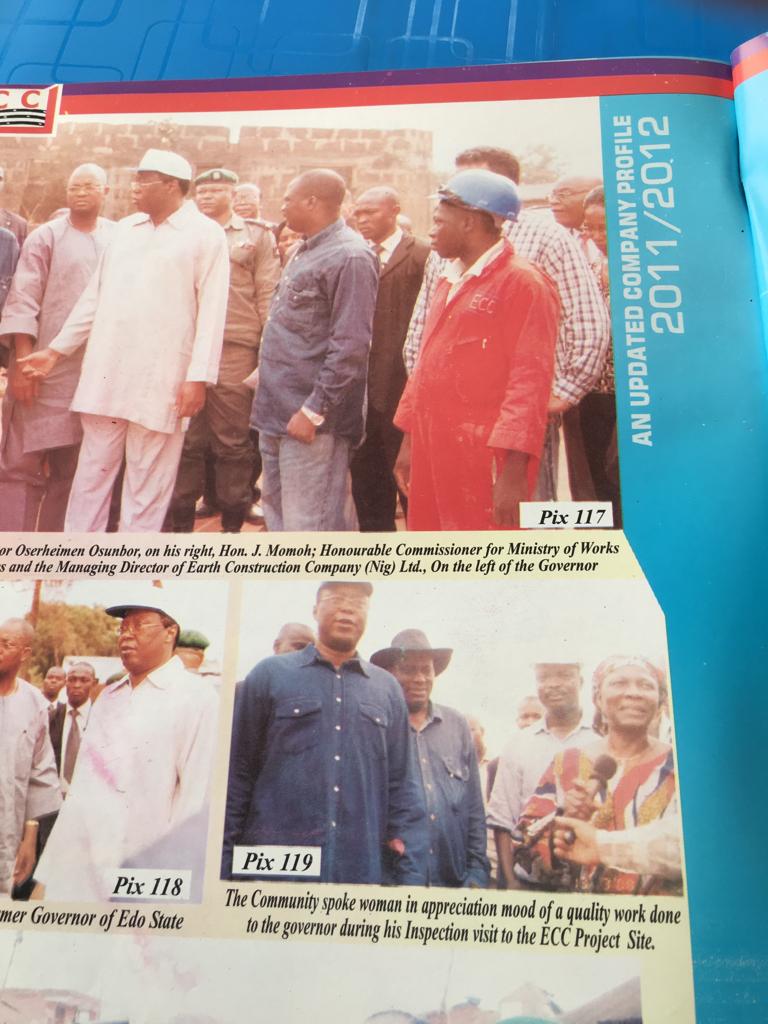 CC
AN UPDATED COMPANY PROFILE
2011/2012
ECC
Pix 117
or Oserheimen Osunbor, on his right, Hon. J. Momoh; Honourable Commissioner for Ministry of Works
s and the Managing Director of Earth Construction Company (Nig) Ltd., On the left of the Governor
Pix 118
mer Governor of Edo State
Pix 119
The Community spoke woman in appreciation mood of a quality work done
to the governor during his Inspection visit to the ECC Project Site.